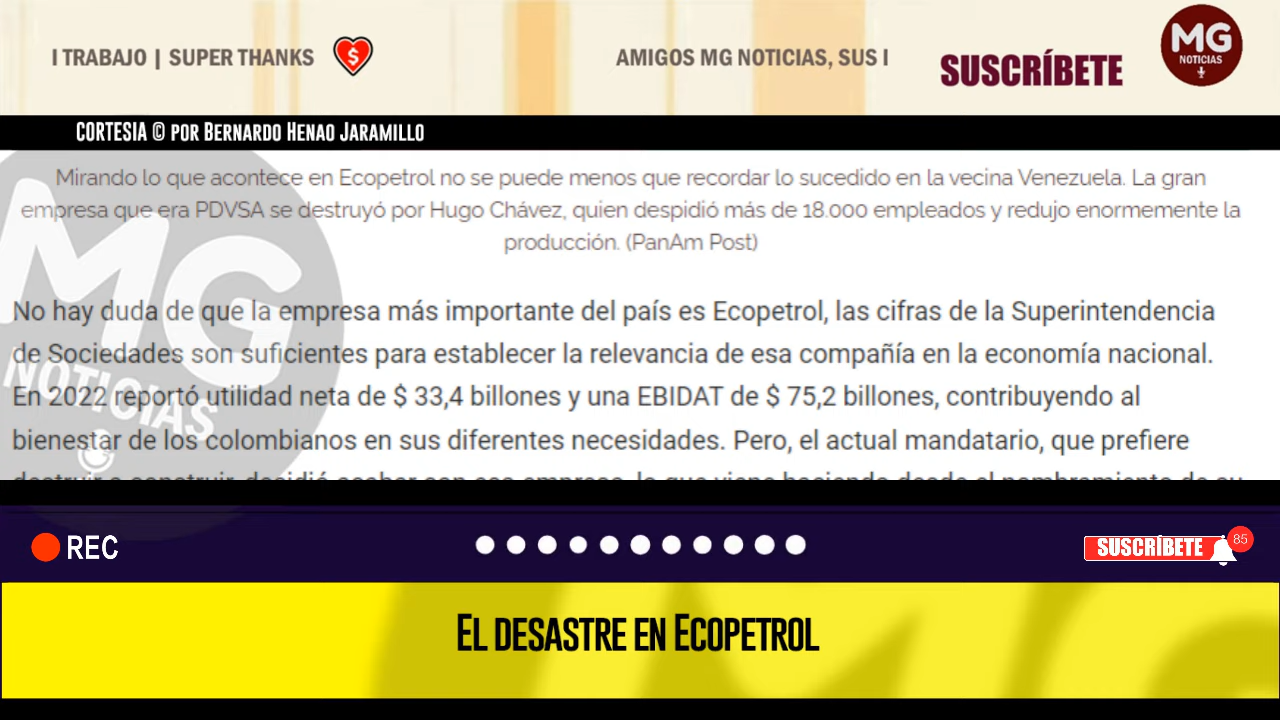 I TRABAJO | SUPER THANKS
AMIGOS MG NOTICIAS, SUS I
SUSCRÍBETE
MG
NOTICIAS
CORTESIA © POR BERNARDO HENAO JARAMILLO
Mirando lo que acontece en Ecopetrol no se puede menos que recordar lo sucedido en la vecina Venezuela. La gran
empresa que era PDVSA se destruyó por Hugo Chávez, quien despidió más de 18.000 empleados y redujo enormemente la
producción. (PanAm Post)
MG
NOTICIAS
No hay duda de que la empresa más importante del país es Ecopetrol, las cifras de la Superintendencia
de Sociedades son suficientes para establecer la relevancia de esa compañía en la economía nacional.
En 2022 reportó utilidad neta de $ 33,4 billones y una EBIDAT de $ 75,2 billones, contribuyendo al
bienestar de los colombianos en sus diferentes necesidades. Pero, el actual mandatario, que prefiere
REC
SUSCRÍBETE
85
EL DESASTRE EN ECOPETROL